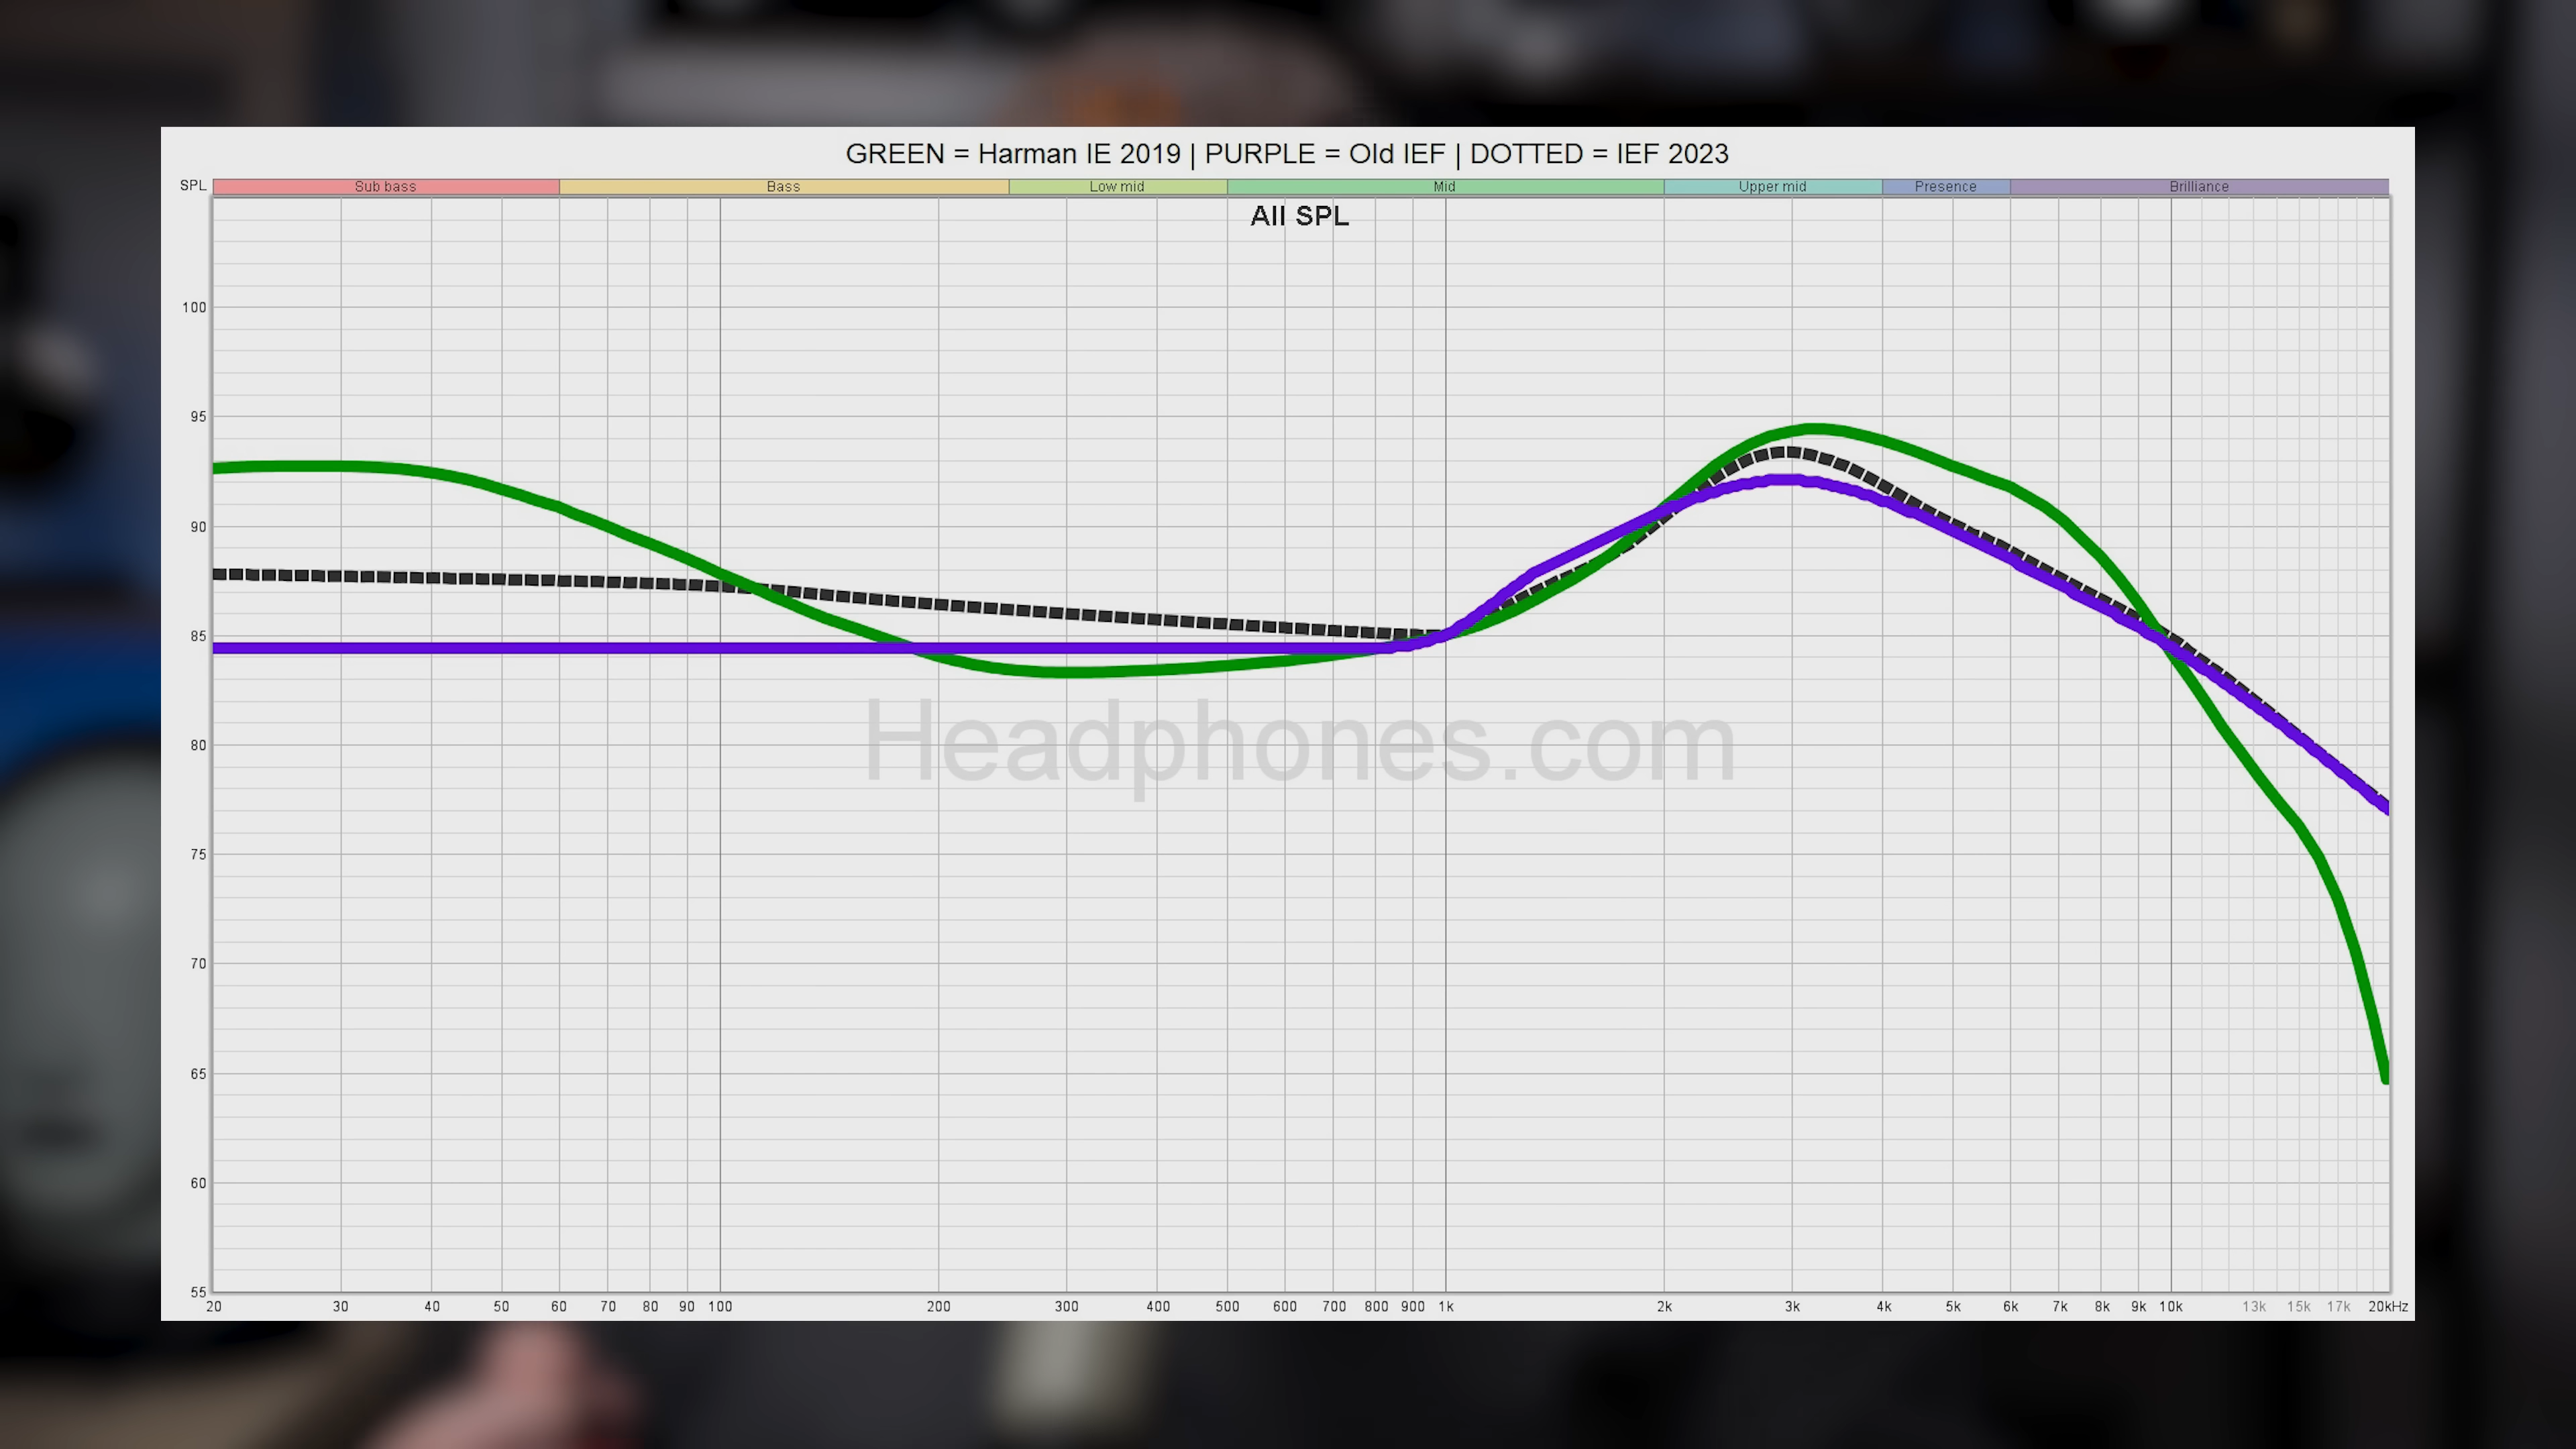 GREEN = Harman IE 2019 | PURPLE = Old IEF | DOTTED = IEF 2023
SPL Sub bass Bass Low mid Mid Upper mid Presence Brilliance
All SPL
100
95
90
85
80
Headphones.com
75
70
65
60
55
20 30 40 50 60 70 80 90 100 200 300 400 500 600 700 800 900 1k 2k 3k 4k 5k 6k 7k 8k 9k 10k 13k 15k 17k 20kHz